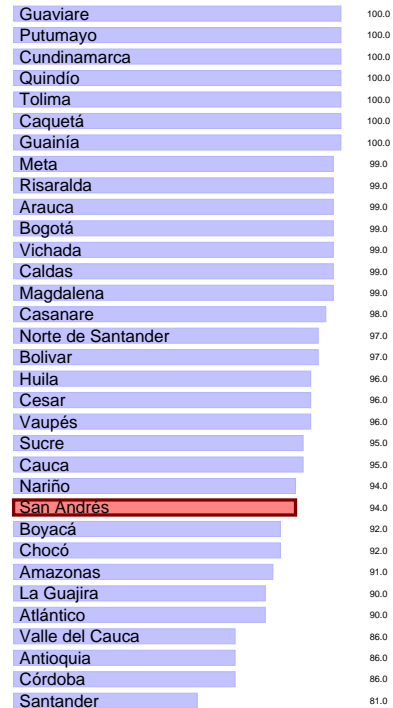 Guaviare 100.0
Putumayo 100.0
Cundinamarca 100.0
Quindío 100.0
Tolima 100.0
Caquetá 100.0
Guainía 100.0
Meta 99.0
Risaralda 99.0
Arauca 99.0
Bogotá 99.0
Vichada 99.0
Caldas 99.0
Magdalena 99.0
Casanare 98.0
Norte de Santander 97.0
Bolivar 97.0
Huila 96.0
Cesar 96.0
Vaupés 96.0
Sucre 95.0
Cauca 95.0
Nariño 94.0
San Andrés 94.0
Boyacá 92.0
Chocó 92.0
Amazonas 91.0
La Guajira 90.0
Atlántico 90.0
Valle del Cauca 86.0
Antioquia 86.0
Córdoba 86.0
Santander 81.0